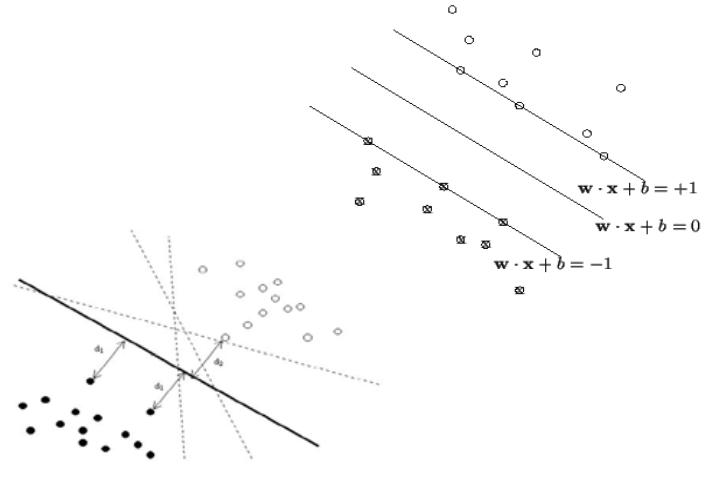 w · x + b = +1
w · x + b = 0
w · x + b = −1